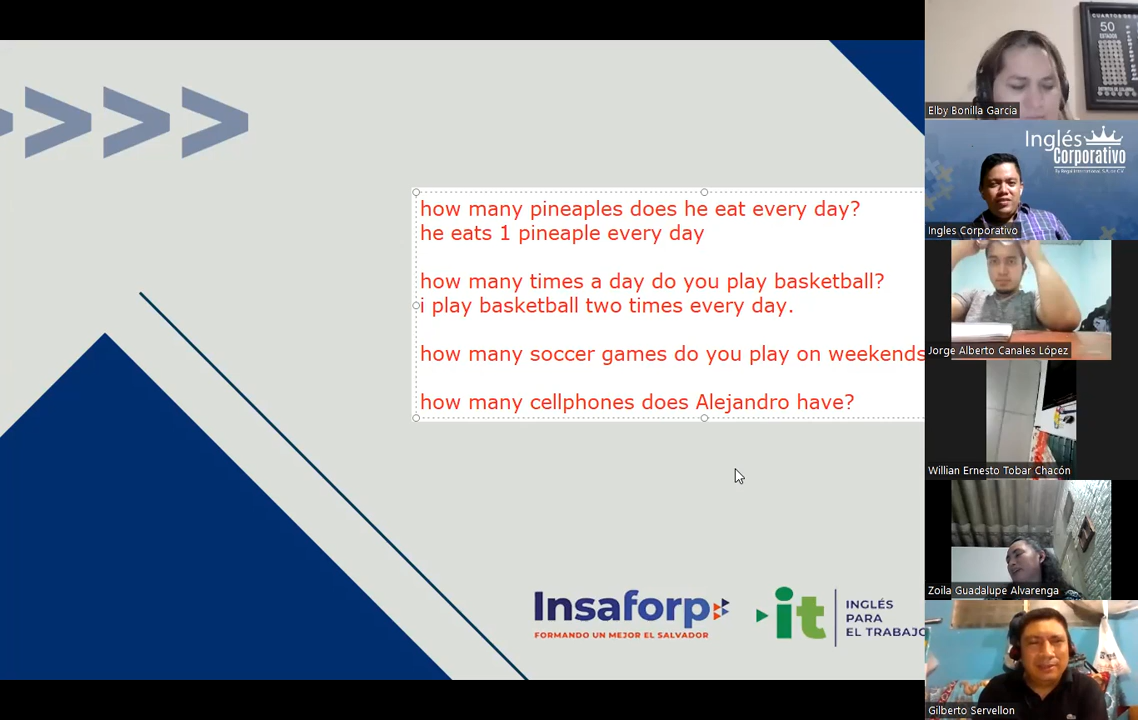 how many pineaples does he eat every day?
he eats 1 pineaple every day
how many times a day do you play basketball?
i play basketball two times every day.
how many soccer games do you play on weekends
how many cellphones does Alejandro have?
Insaforp
FORMANDO UN MEJOR EL SALVADOR
it
INGLÉS
PARA
EL TRABAJO
50
Elby Bonilla Garcia
Inglés
Corporativo
Ingles Corporativo
Jorge Alberto Canales López
Willian Ernesto Tobar Chacón
Zoila Guadalupe Alvarenga
Gilberto Servellon